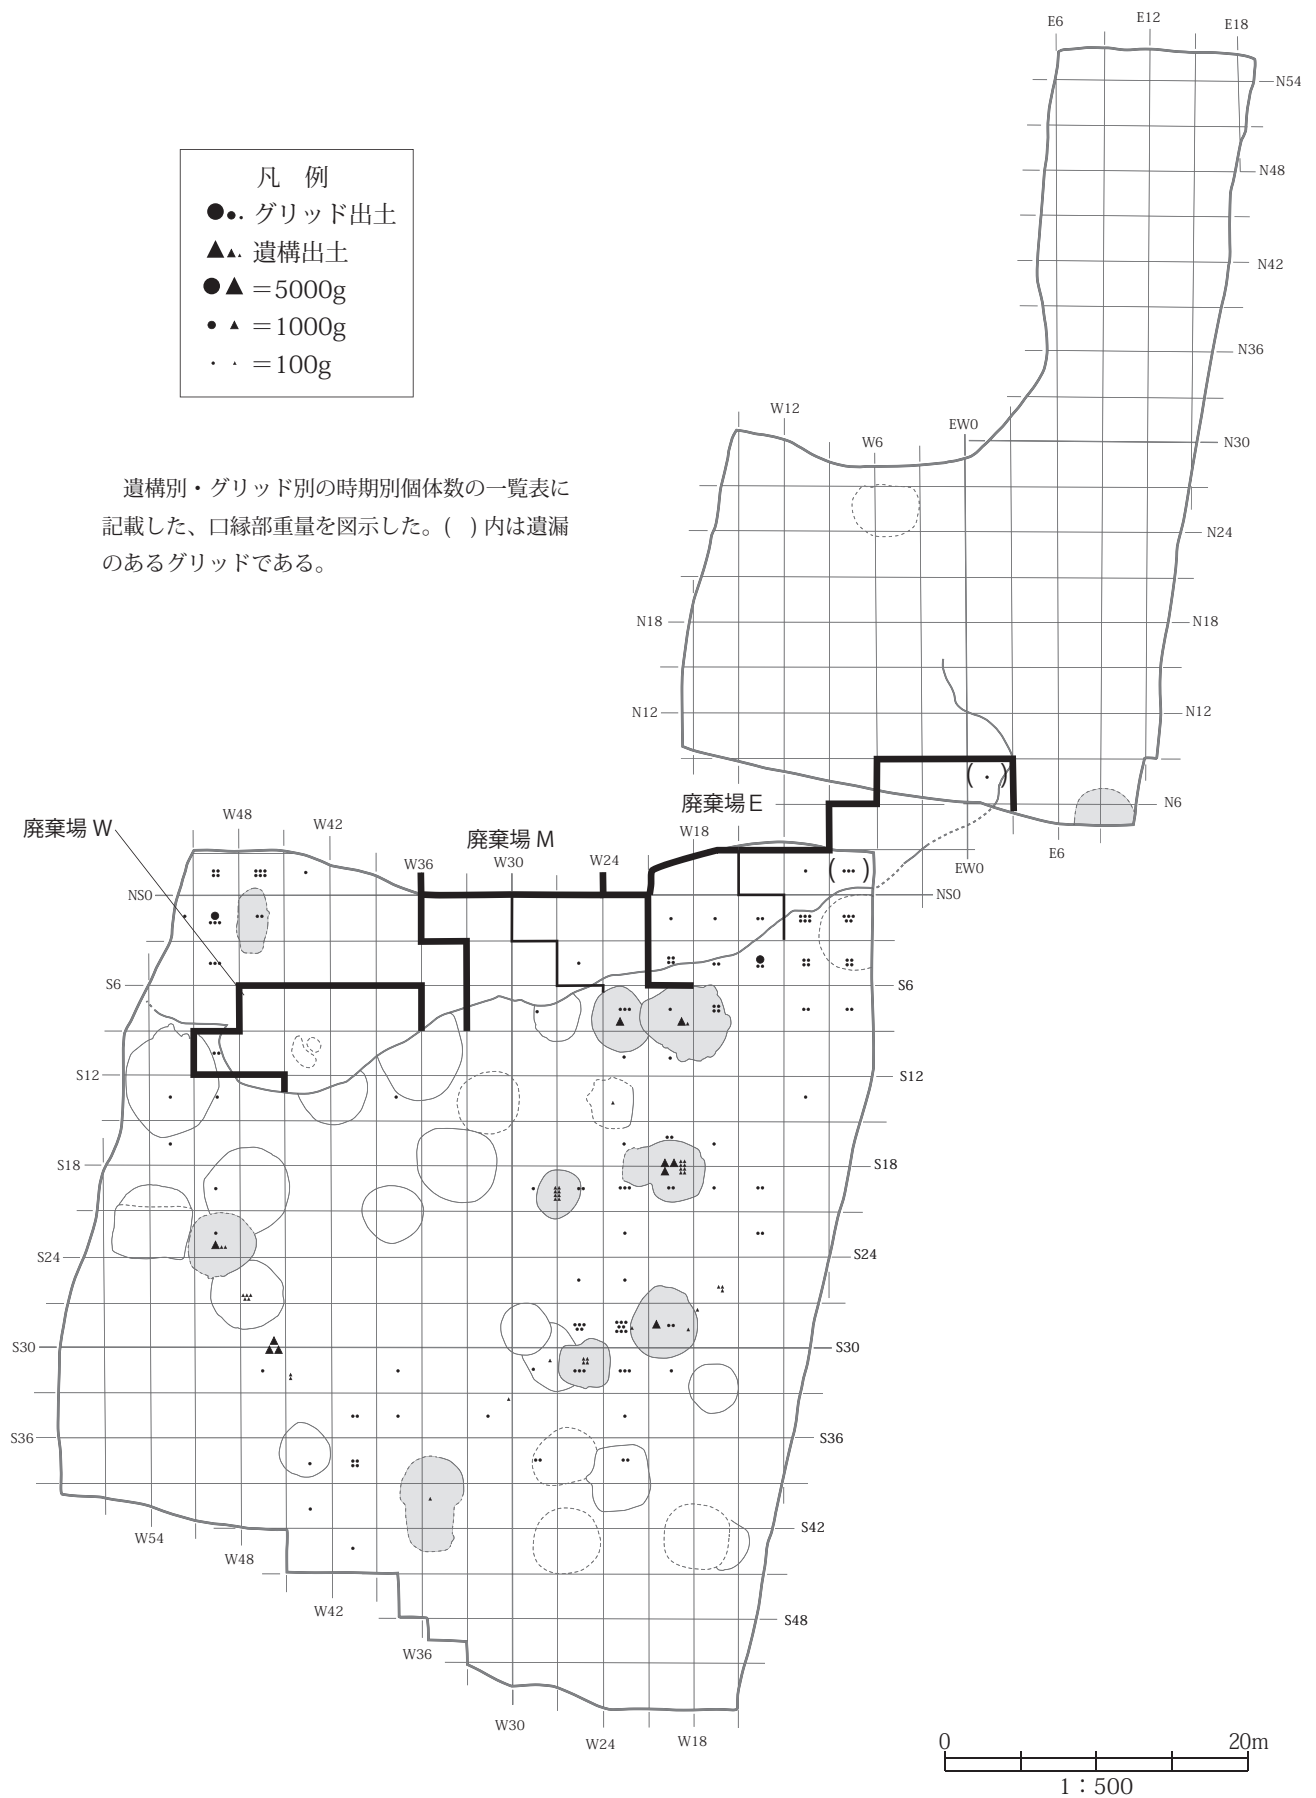 E6
E12
E18
N54
N48
N42
N36
N30
N24
N18
N12
N6
凡　例
グリッド出土
遺構出土
＝5000g
＝1000g
＝100g
遺構別・グリッド別の時期別個体数の一覧表に
記載した、口縁部重量を図示した。(　) 内は遺漏
のあるグリッドである。
W12
W6
EW0
N18
N12
(　)
廃棄場 E
廃棄場 M
廃棄場 W
W48
W42
W36
W30
W24
W18
(　)
EW0
E6
NS0
NS0
S6
S6
S12
S12
S18
S18
S24
S24
S30
S30
S36
S36
S42
S48
W54
W48
W42
W36
W30
W24
W18
0
20m
1：500